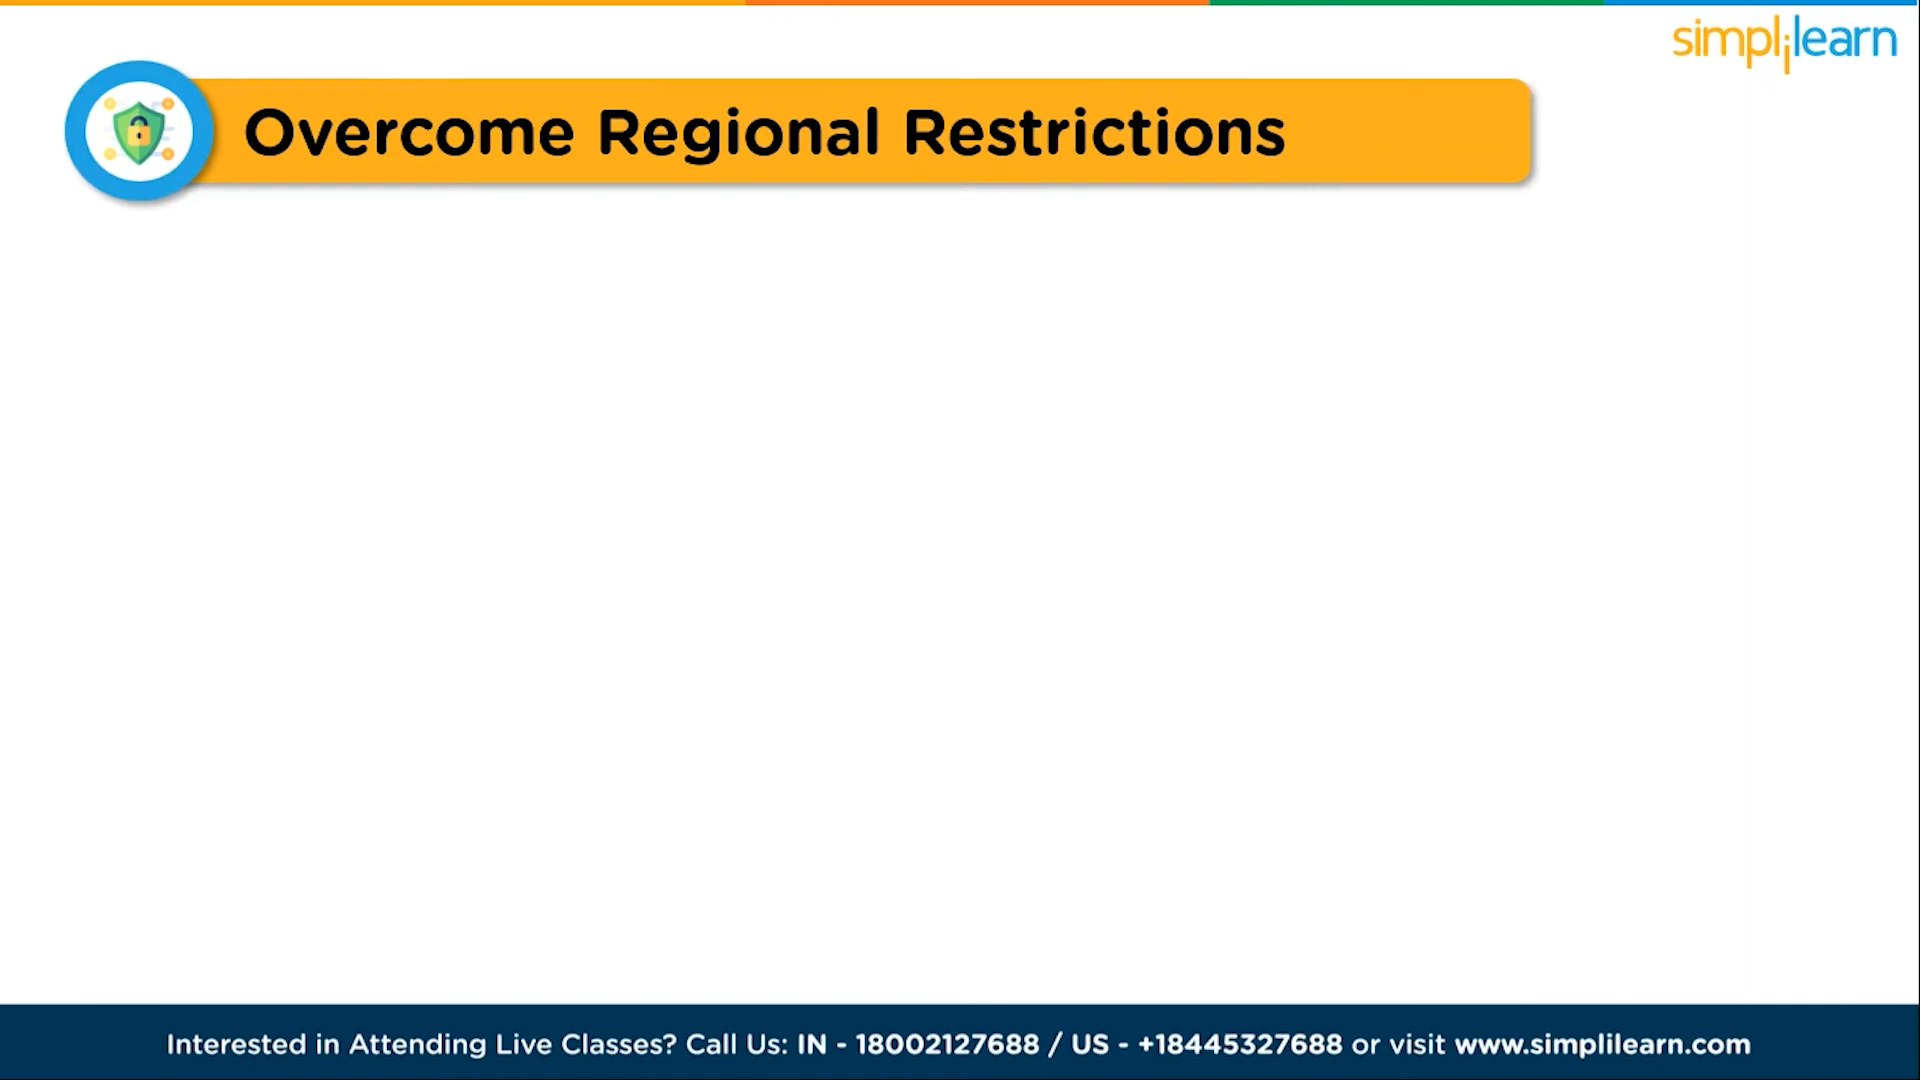 simplilearn
Overcome Regional Restrictions
Interested in Attending Live Classes? Call Us: IN - 18002127688 / US - +18445327688 or visit www.simplilearn.com